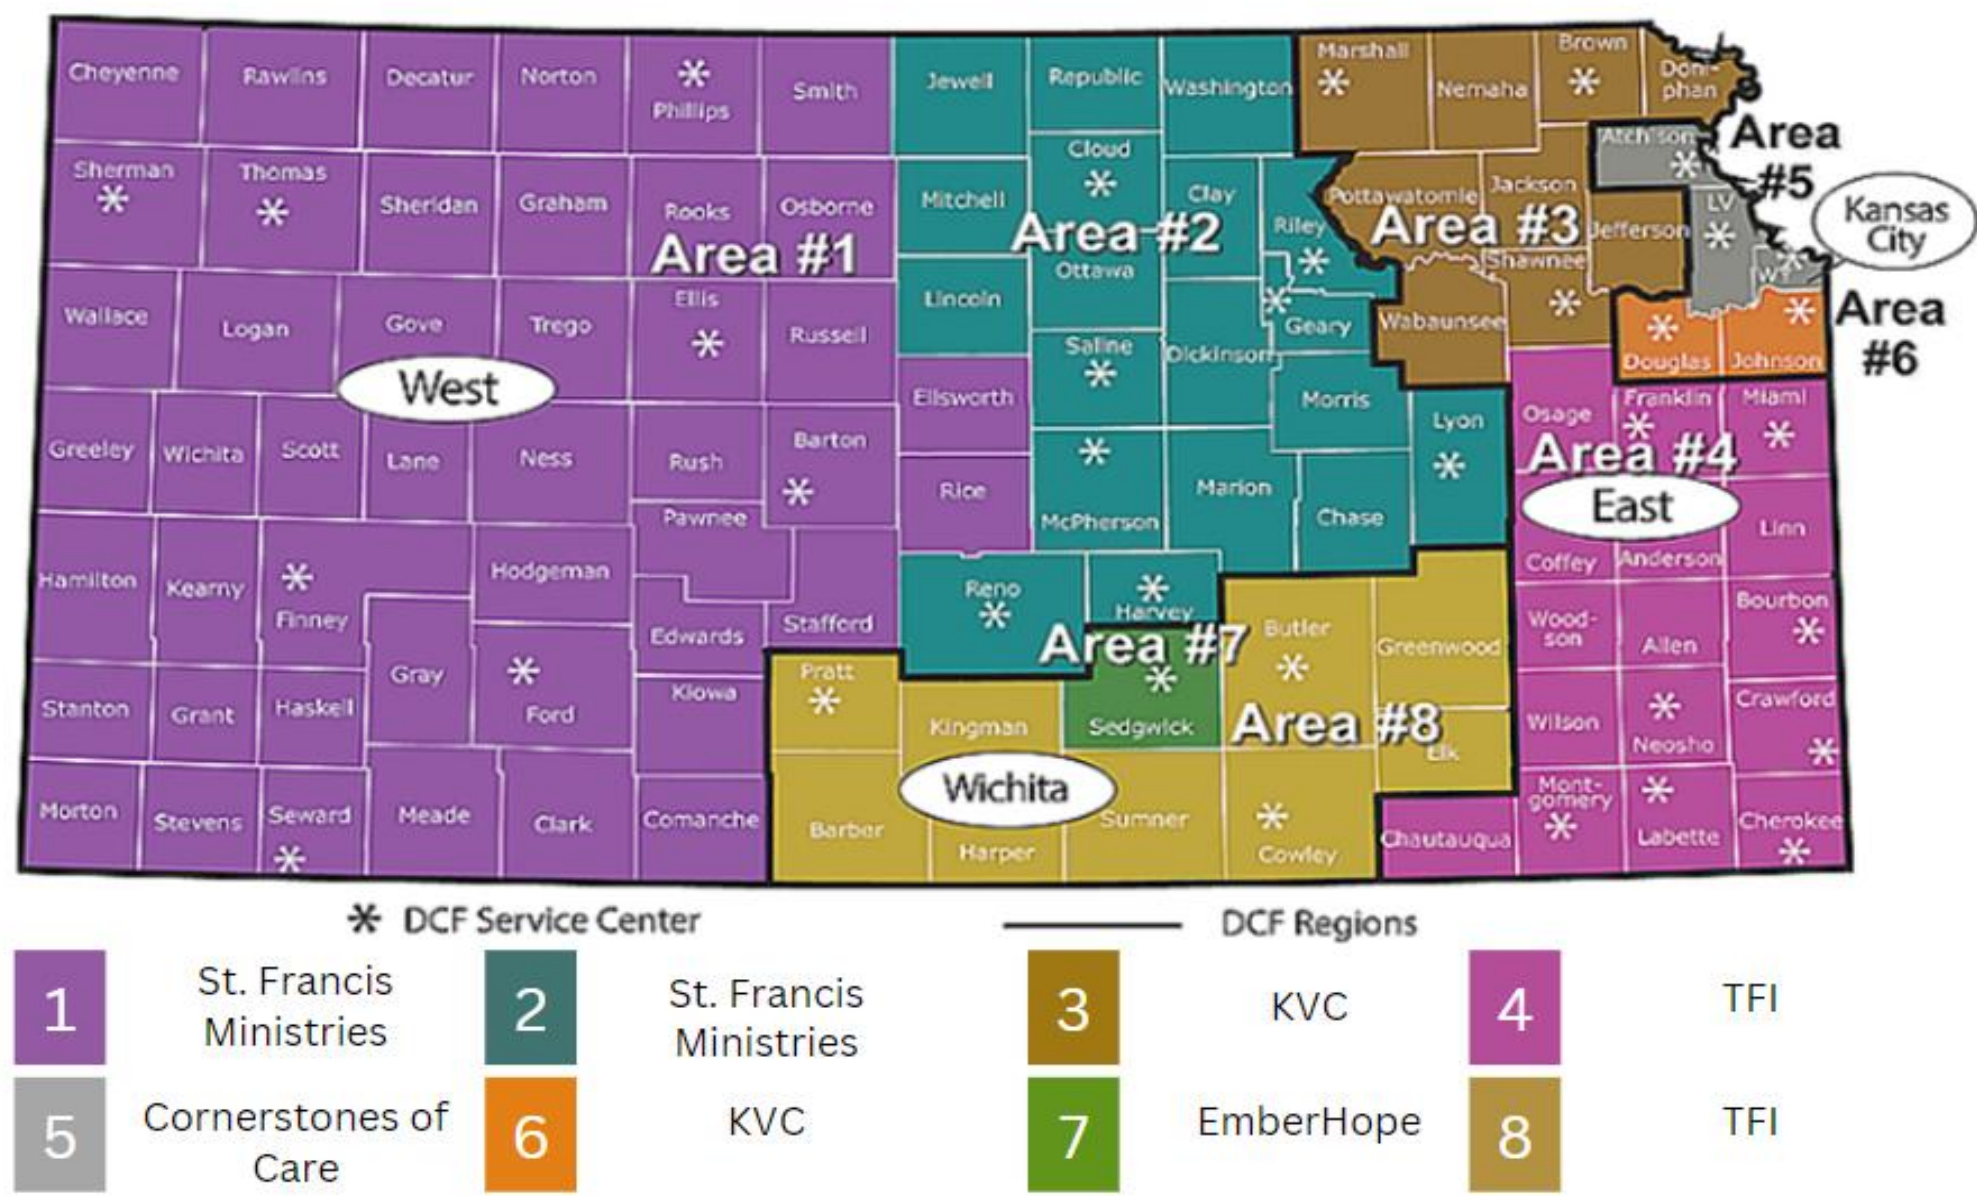 Cheyenne
Rawlins
Decatur
Norton
Phillips
Smith
Jewell
Republic
Washington
Marshall
Nemaha
Brown
Doni-
phan
Sherman
Thomas
Sheridan
Graham
Rooks
Osborne
Mitchell
Cloud
Clay
Riley
Pottawatomie
Jackson
Atchison
Area
#5
Area #1
Area #2
Area #3
Jefferson
LV
Kansas
City
Ottawa
Shawnee
WY
Wallace
Logan
Gove
Trego
Ellis
Russell
Lincoln
Saline
Dickinson
Geary
Wabaunsee
Douglas
Johnson
Area
#6
West
Greeley
Wichita
Scott
Lane
Ness
Rush
Barton
Ellsworth
Rice
McPherson
Marion
Morris
Chase
Lyon
Osage
Franklin
Miami
Area #4
East
Coffey
Anderson
Linn
Hamilton
Kearny
Finney
Hodgeman
Pawnee
Edwards
Stafford
Reno
Harvey
Area #7
Butler
Greenwood
Wood-
son
Allen
Bourbon
Stanton
Grant
Haskell
Gray
Ford
Kiowa
Pratt
Kingman
Sedgwick
Area #8
Elk
Wilson
Neosho
Crawford
Morton
Stevens
Seward
Meade
Clark
Comanche
Barber
Wichita
Harper
Sumner
Cowley
Chautauqua
Mont-
gomery
Labette
Cherokee
DCF Service Center
DCF Regions
1
St. Francis
Ministries
2
St. Francis
Ministries
3
KVC
4
TFI
5
Cornerstones of
Care
6
KVC
7
EmberHope
8
TFI